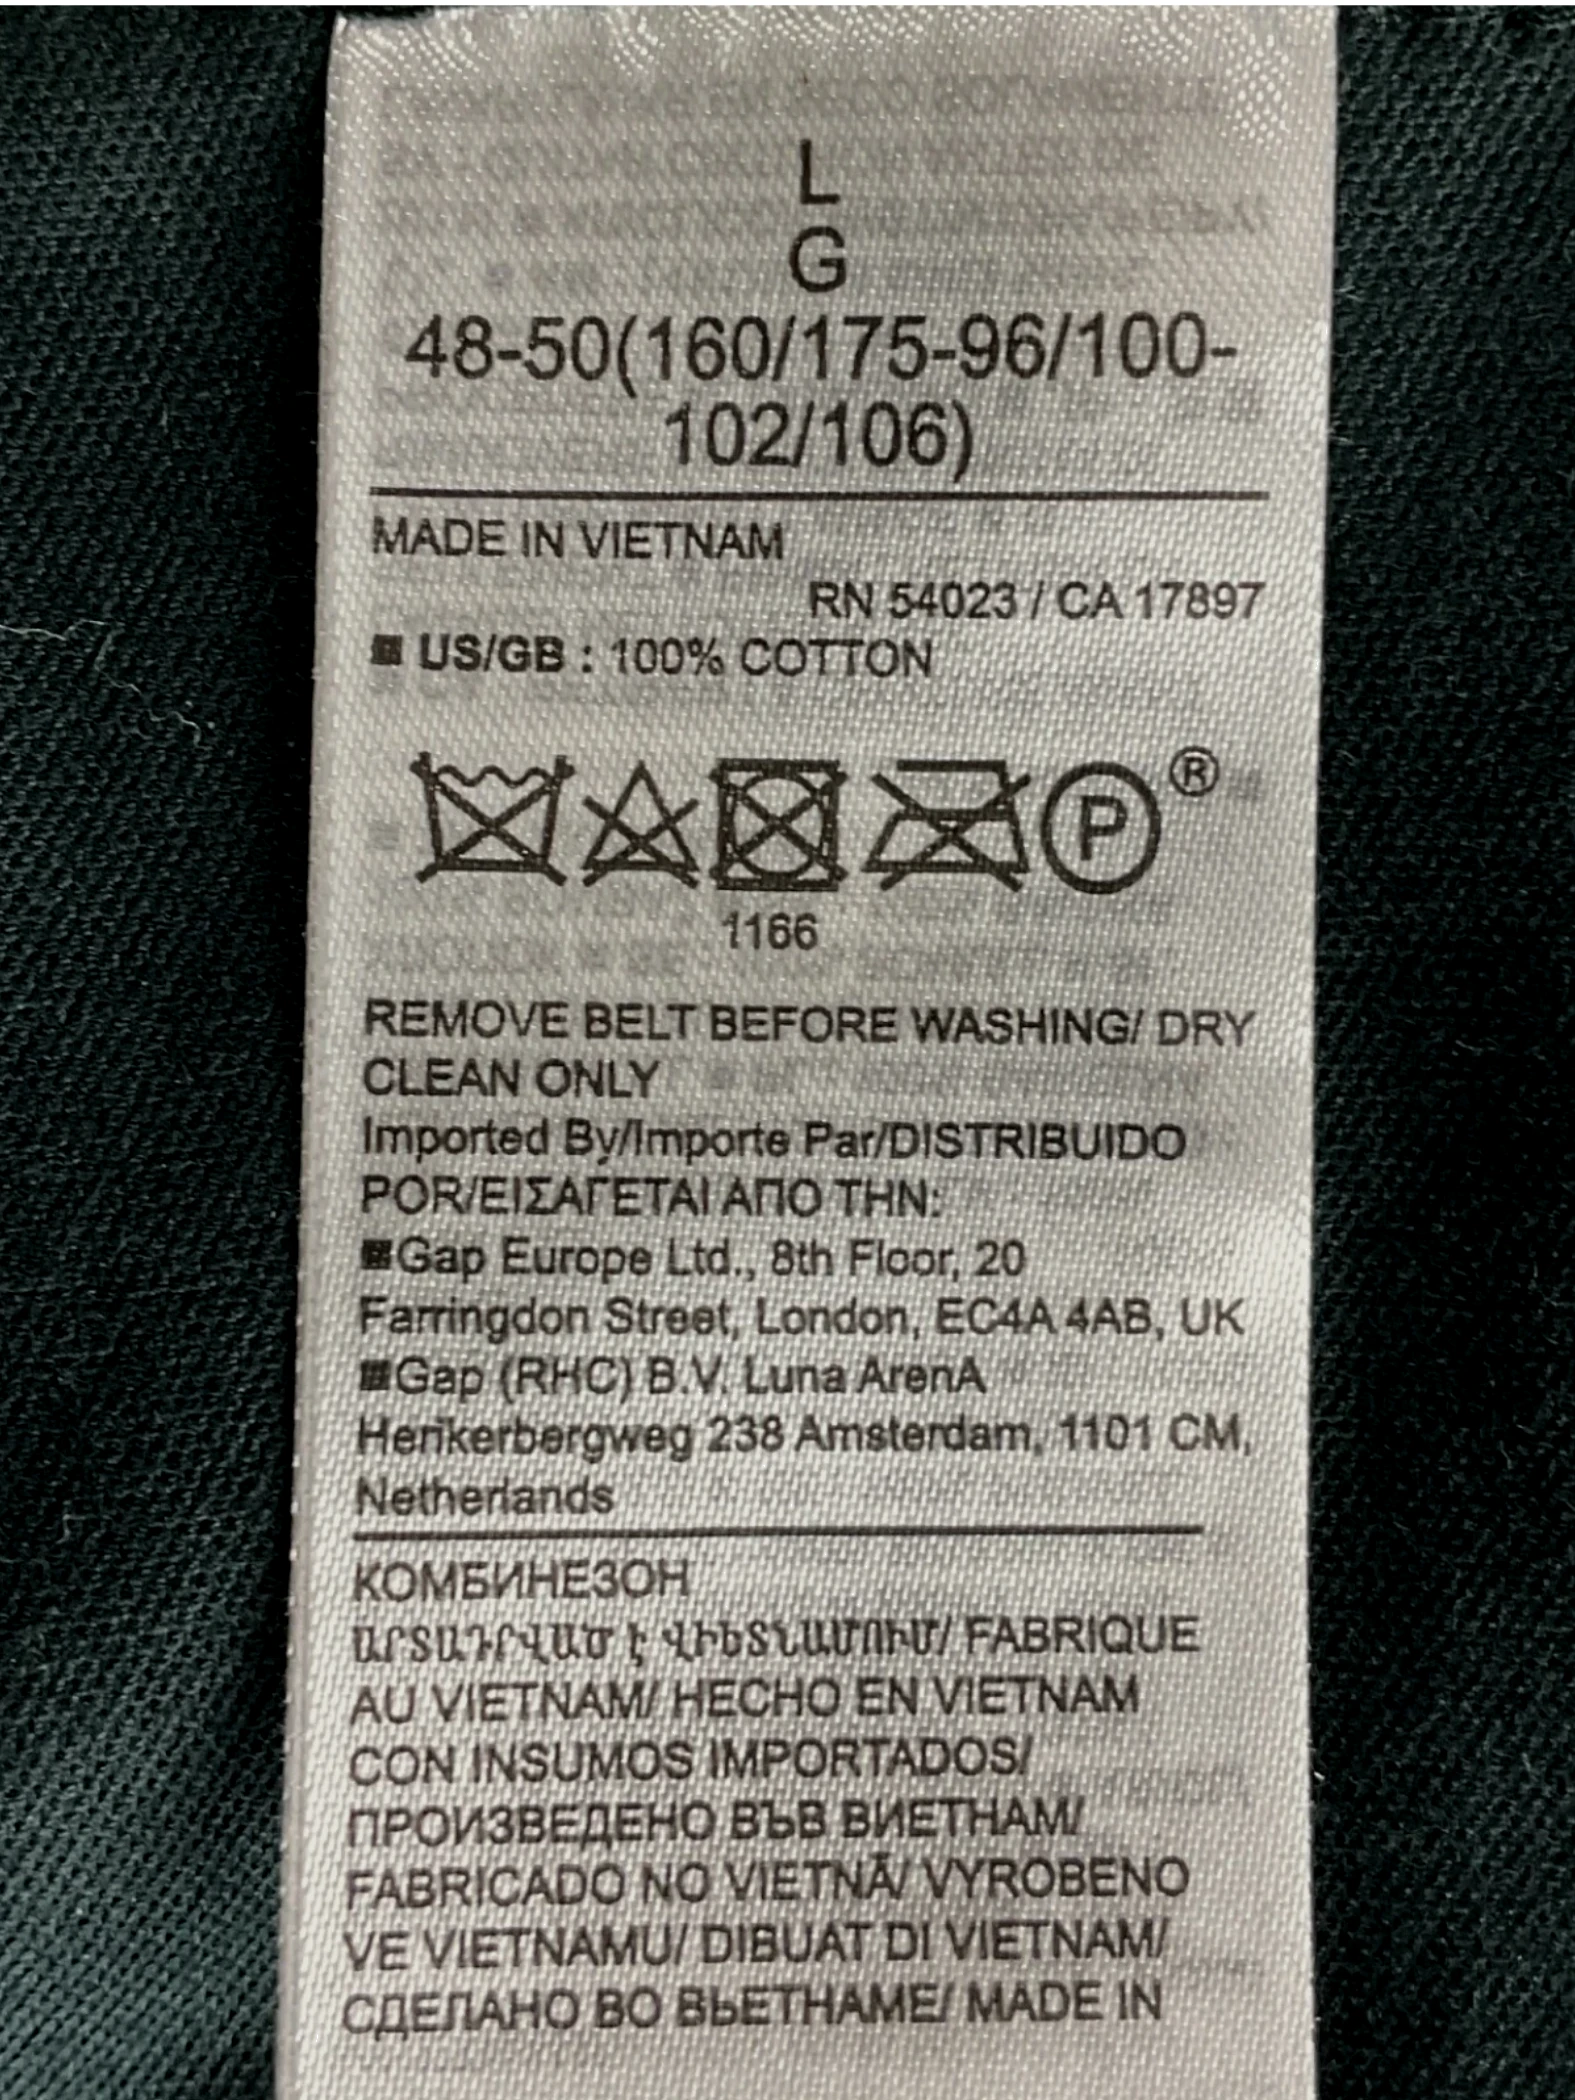 L
G
48-50(160/175-96/100-
102/106)
MADE IN VIETNAM
RN 54023 / CA 17897
■ US/GB : 100% COTTON
P ®
1166
REMOVE BELT BEFORE WASHING/ DRY
CLEAN ONLY
Imported By/Importe Par/DISTRIBUIDO
POR/ΕΙΣΑΓΕΤΑΙ ΑΠΟ ΤΗΝ:
■Gap Europe Ltd., 8th Floor, 20
Farringdon Street, London, EC4A 4AB, UK
■Gap (RHC) B.V. Luna ArenA
Herikerbergweg 238 Amsterdam, 1101 CM,
Netherlands
КОМБИНЕЗОН
ԱՐՏԱԴՐՎԱԾ Է ՎԻԵՏՆԱՄՈՒՄ/ FABRIQUE
AU VIETNAM/ HECHO EN VIETNAM
CON INSUMOS IMPORTADOS/
ПРОИЗВЕДЕНО ВЪВ ВИЕТНАМ/
FABRICADO NO VIETNÃ/ VYROBENO
VE VIETNAMU/ DIBUAT DI VIETNAM/
СДЕЛАНО ВО ВЬЕТНАМЕ/ MADE IN